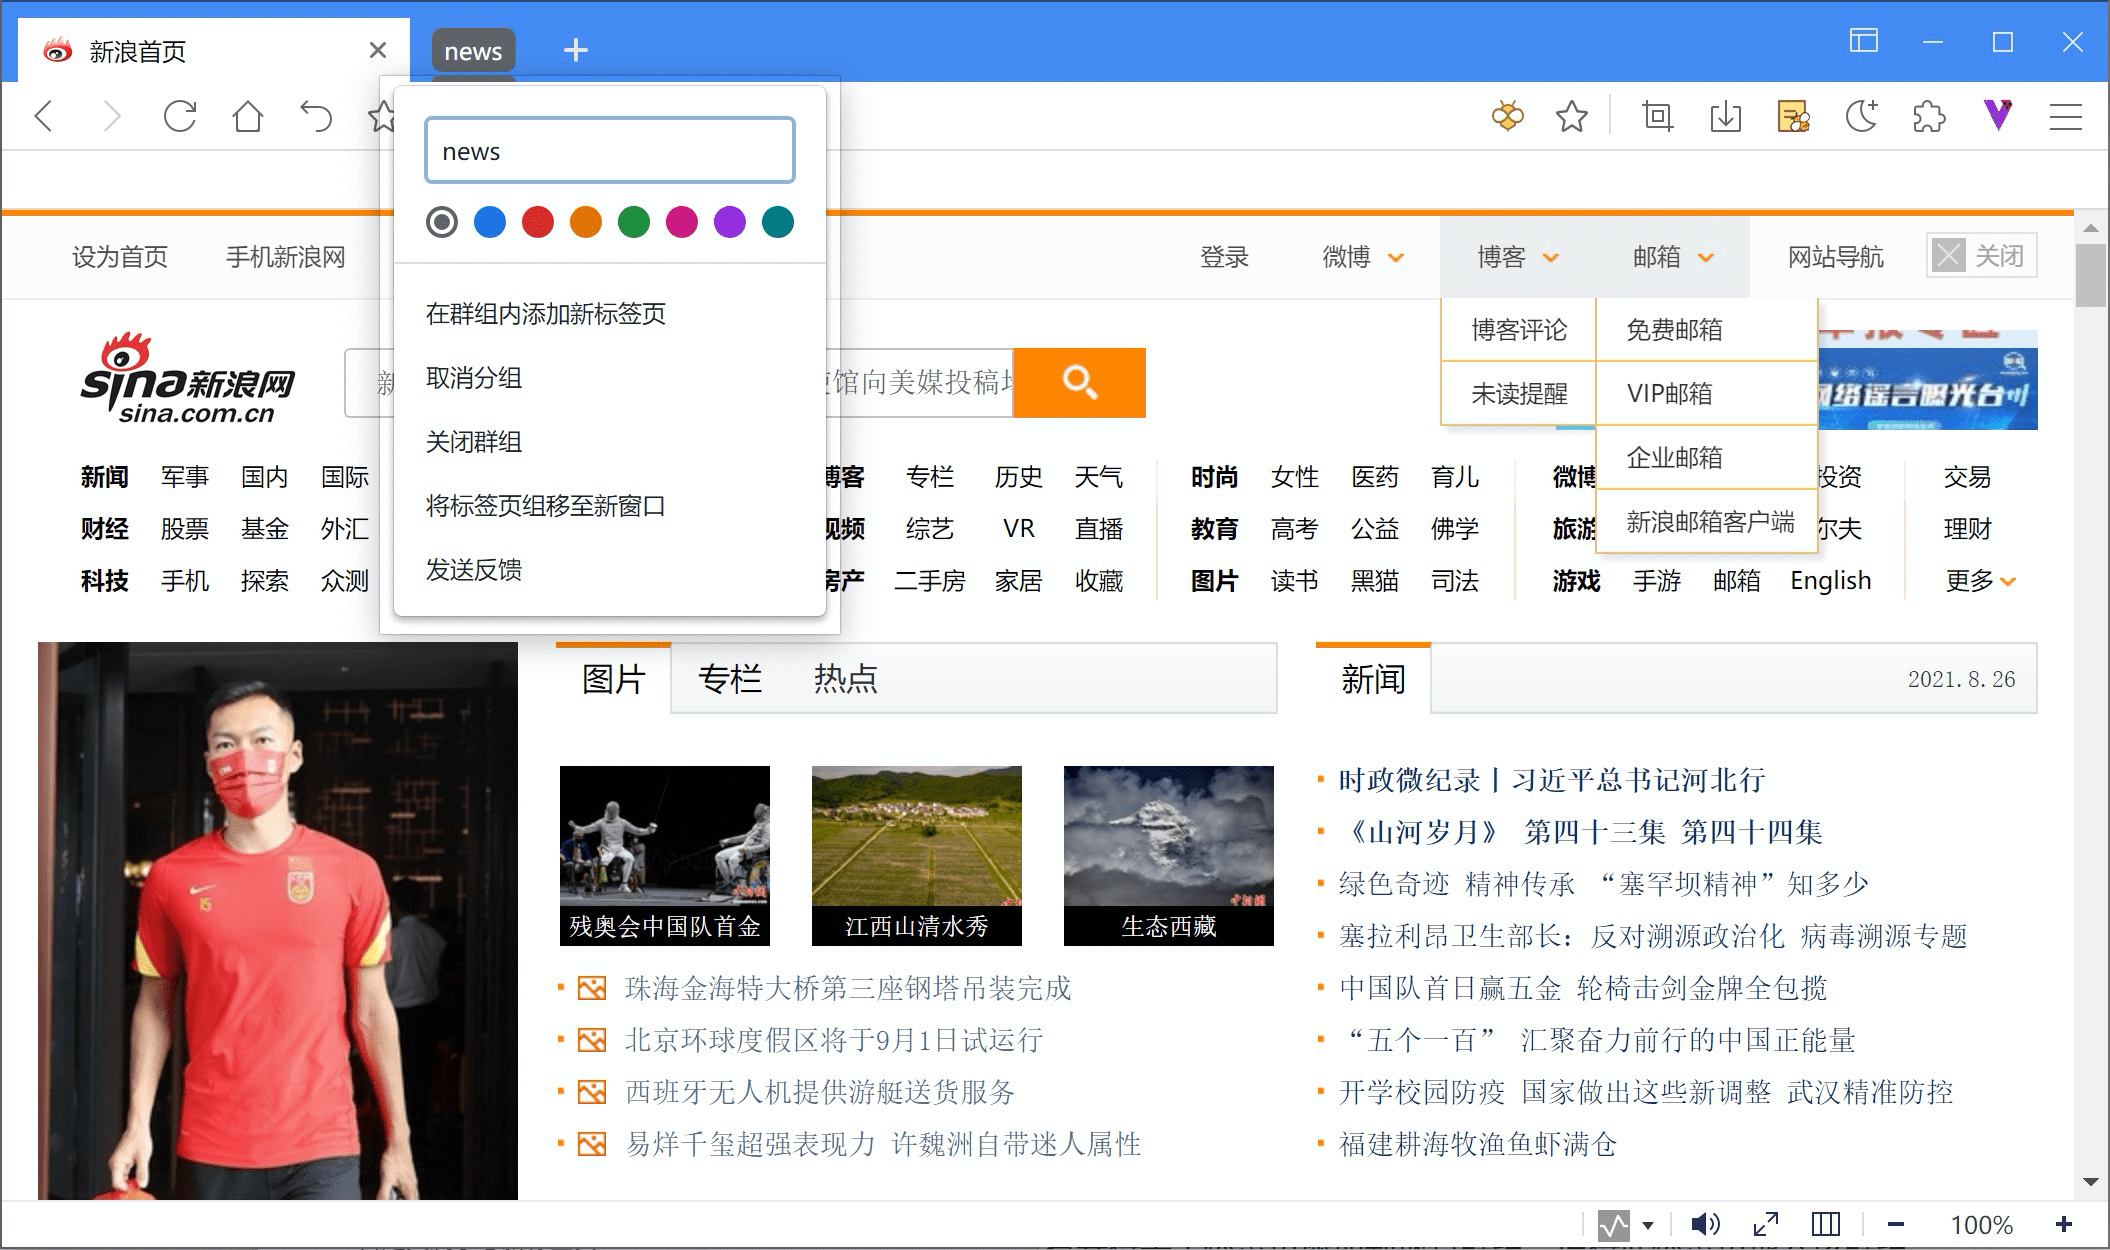 新浪首页
news
news
在群组内添加新标签页
取消分组
关闭群组
将标签页组移至新窗口
发送反馈
设为首页 手机新浪网 登录 微博 博客 邮箱 网站导航 关闭
博客评论
未读提醒
免费邮箱
VIP邮箱
企业邮箱
新浪邮箱客户端
sina新浪网
sina.com.cn
使馆向美媒投稿
网络谣言曝光台
新闻 军事 国内 国际 博客 专栏 历史 天气 时尚 女性 医药 育儿 微博 投资 交易
财经 股票 基金 外汇 视频 综艺 VR 直播 教育 高考 公益 佛学 旅游 尔夫 理财
科技 手机 探索 众测 房产 二手房 家居 收藏 图片 读书 黑猫 司法 游戏 手游 邮箱 English 更多
图片 专栏 热点
残奥会中国队首金
江西山清水秀
生态西藏
珠海金海特大桥第三座钢塔吊装完成
北京环球度假区将于9月1日试运行
西班牙无人机提供游艇送货服务
易烊千玺超强表现力 许魏洲自带迷人属性
新闻 2021.8.26
时政微纪录丨习近平总书记河北行
《山河岁月》 第四十三集 第四十四集
绿色奇迹 精神传承 “塞罕坝精神”知多少
塞拉利昂卫生部长：反对溯源政治化 病毒溯源专题
中国队首日赢五金 轮椅击剑金牌全包揽
“五个一百” 汇聚奋力前行的中国正能量
开学校园防疫 国家做出这些新调整 武汉精准防控
福建耕海牧渔鱼虾满仓
100%